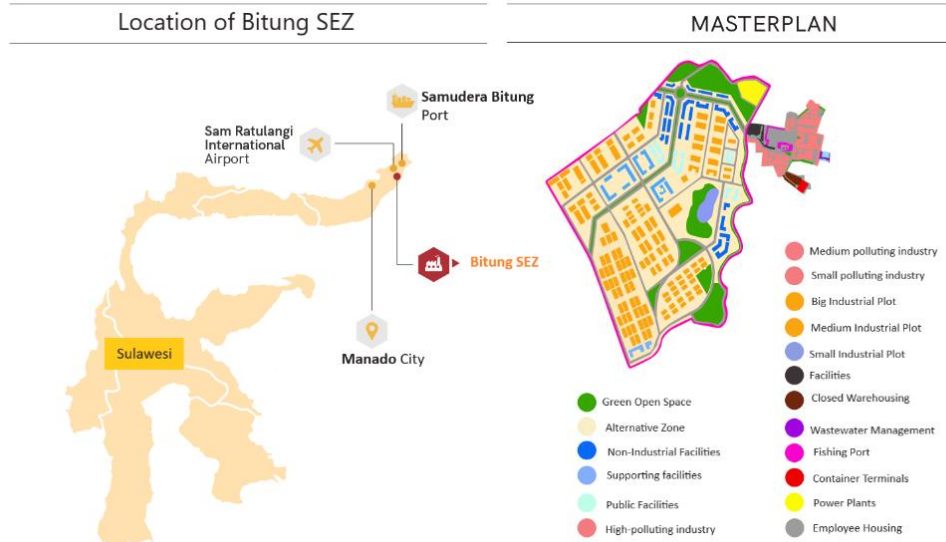 Location of Bitung SEZ
MASTERPLAN
Samudera Bitung
Port
Sam Ratulangi
International
Airport
Bitung SEZ
Manado City
Sulawesi
Green Open Space
Alternative Zone
Non-Industrial Facilities
Supporting facilities
Public Facilities
High-polluting industry
Medium polluting industry
Small polluting industry
Big Industrial Plot
Medium Industrial Plot
Small Industrial Plot
Facilities
Closed Warehousing
Wastewater Management
Fishing Port
Container Terminals
Power Plants
Employee Housing